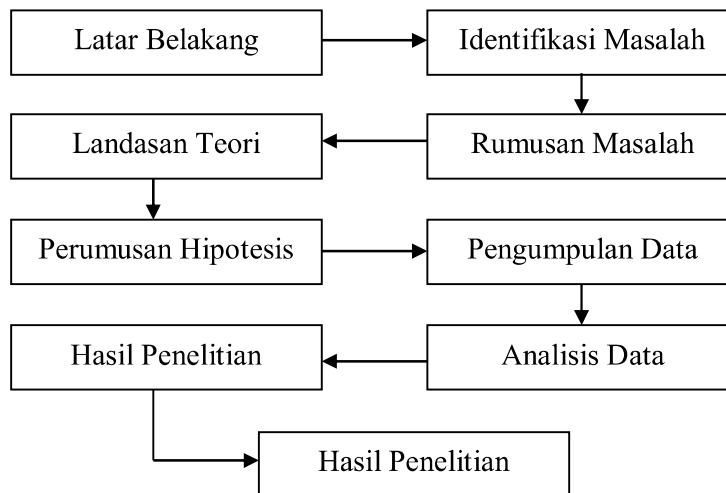 Latar Belakang
Identifikasi Masalah
Rumusan Masalah
Landasan Teori
Perumusan Hipotesis
Pengumpulan Data
Analisis Data
Hasil Penelitian
Hasil Penelitian